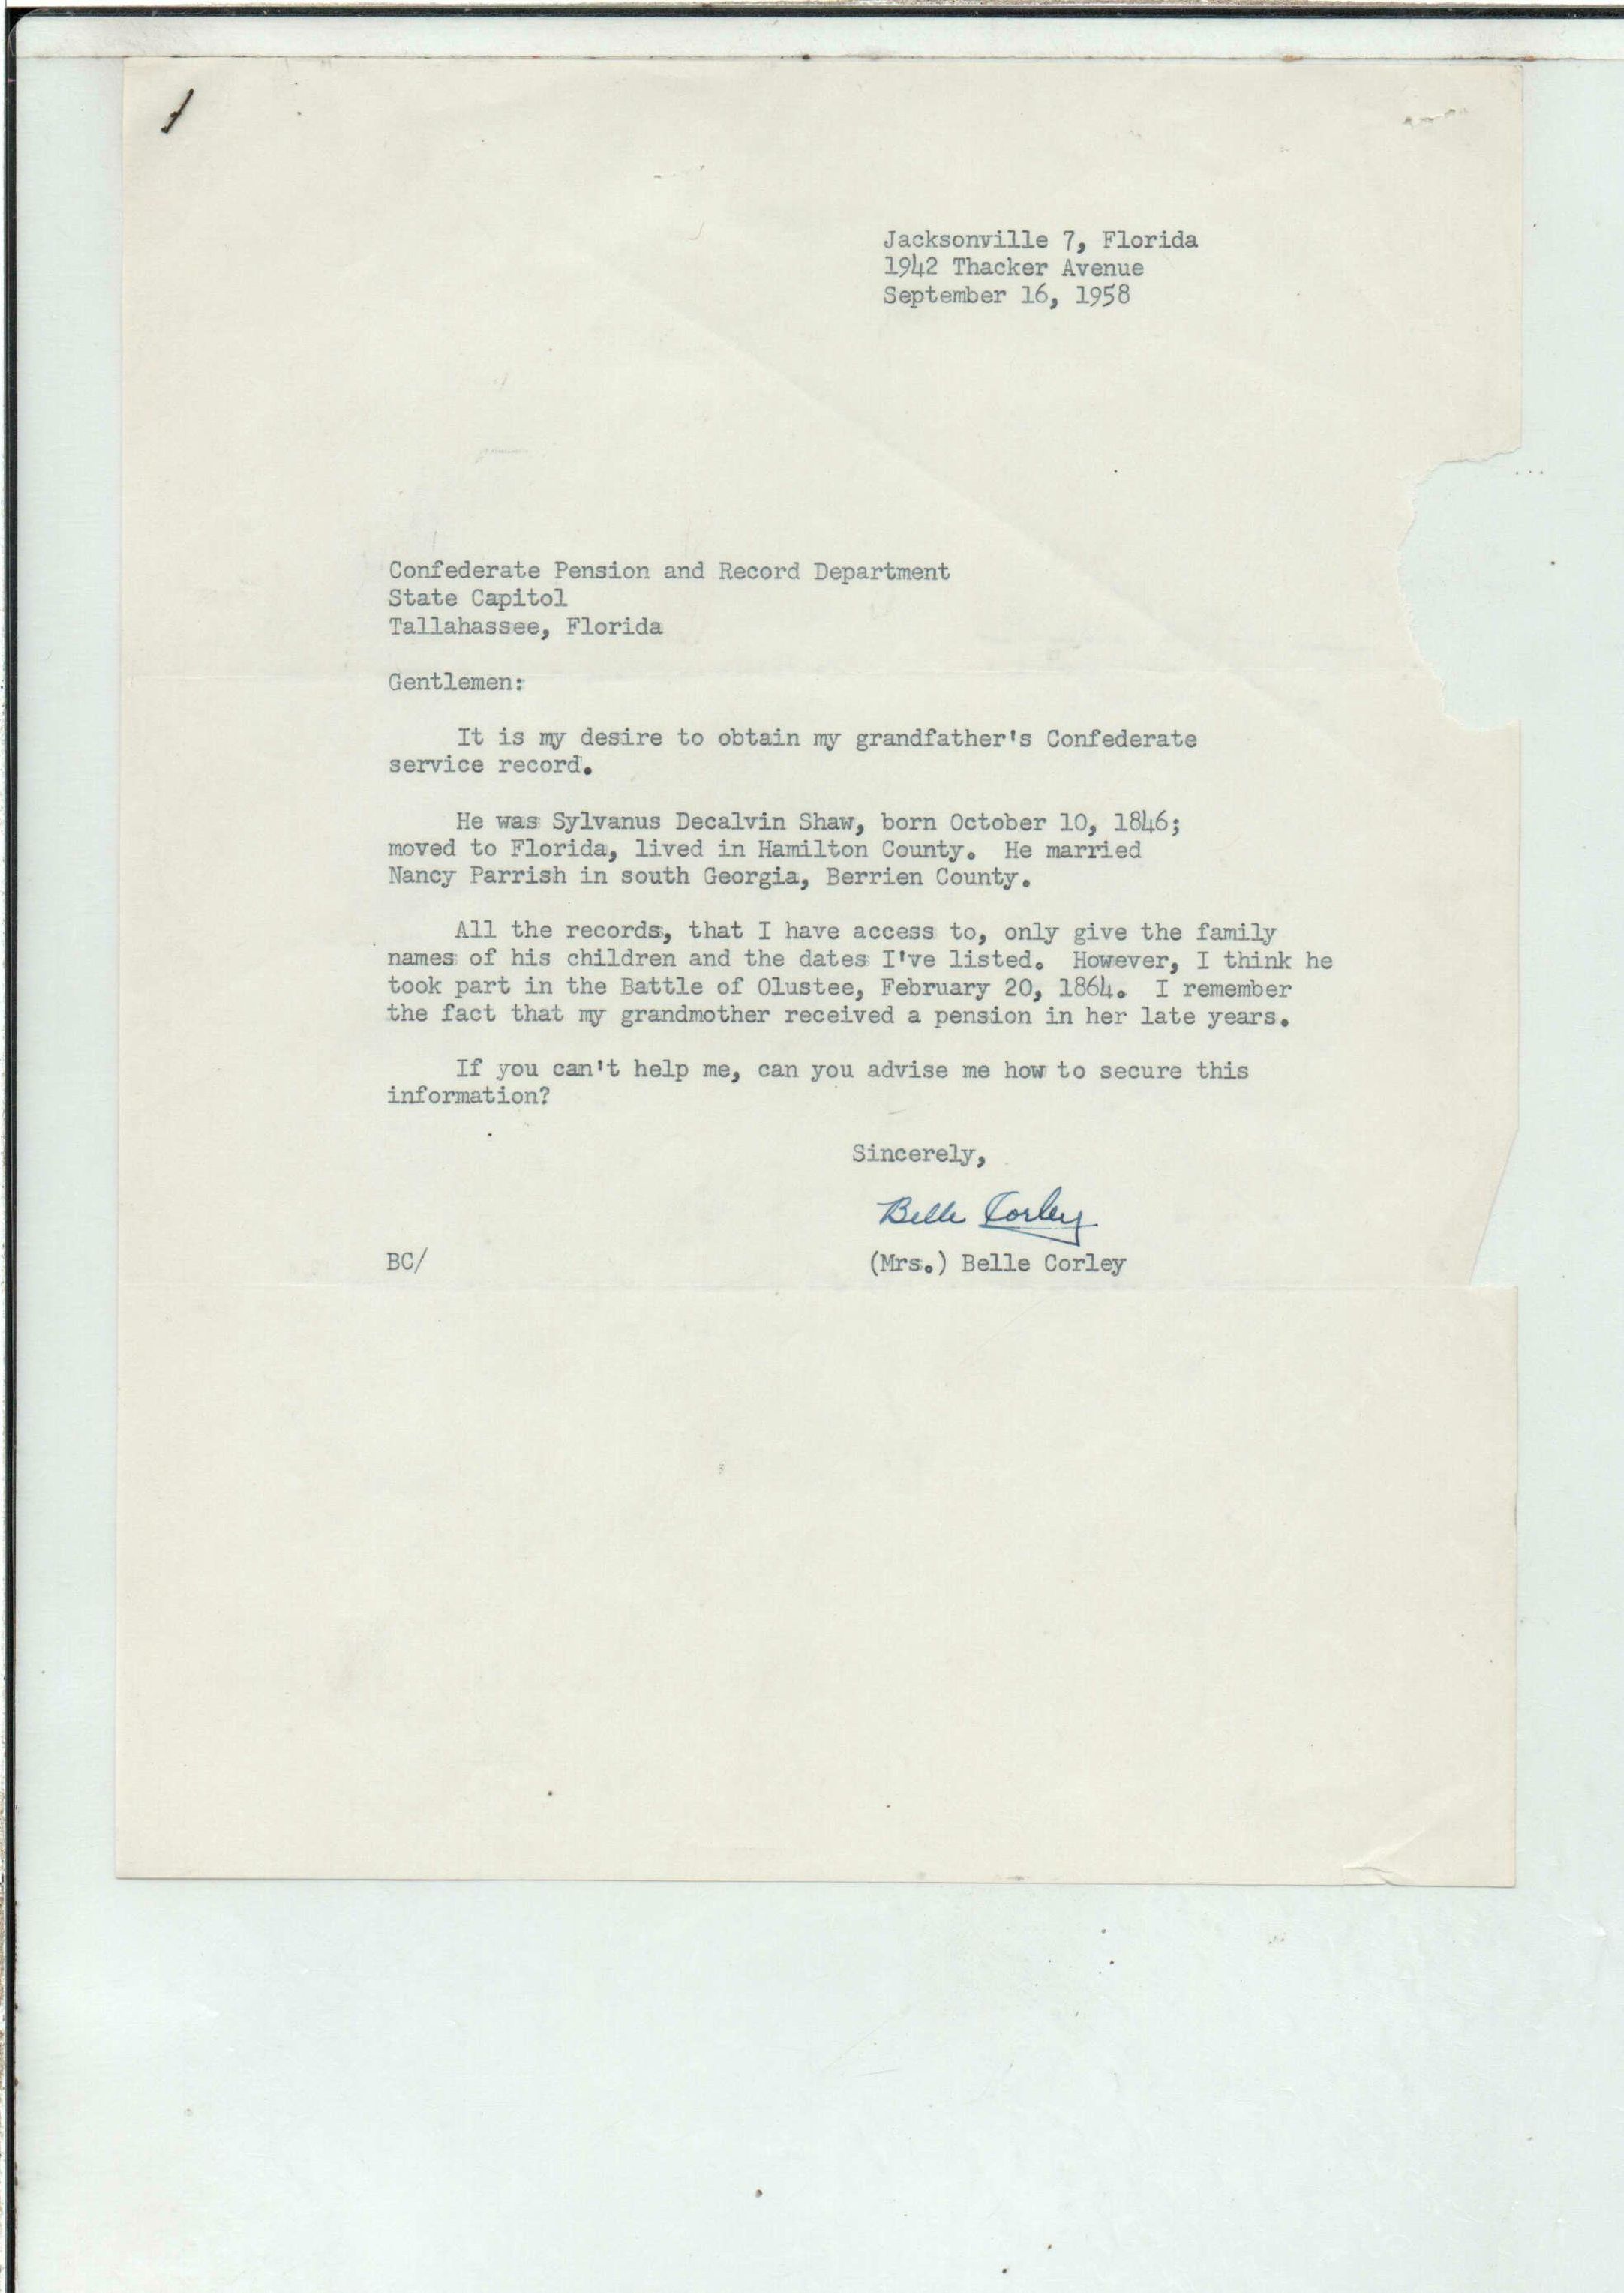 Jacksonville 7, Florida
1942 Thacker Avenue
September 16, 1958
Confederate Pension and Record Department
State Capitol
Tallahassee, Florida
Gentlemen:
It is my desire to obtain my grandfather's Confederate
service record.
He was Sylvanus Decalvin Shaw, born October 10, 1846;
moved to Florida, lived in Hamilton County. He married
Nancy Parrish in south Georgia, Berrien County.
All the records, that I have access to, only give the family
names of his children and the dates I've listed. However, I think he
took part in the Battle of Olustee, February 20, 1864. I remember
the fact that my grandmother received a pension in her late years.
If you can't help me, can you advise me how to secure this
information?
Sincerely,
Belle Corley
BC/ (Mrs.) Belle Corley